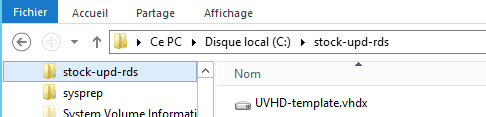 Fichier Accueil Partage Affichage
Ce PC Disque local (C:) stock-upd-rds
stock-upd-rds
sysprep
System Volume Informati
Nom
UVHD-template.vhdx